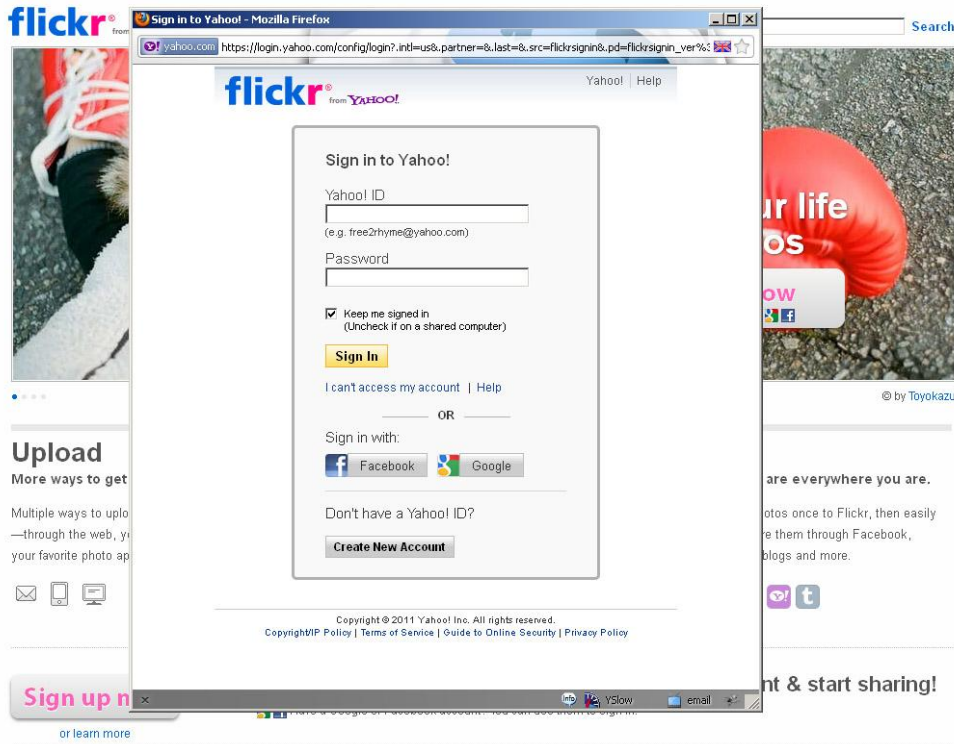 flickr® from
Search
Sign in to Yahoo! - Mozilla Firefox
yahoo.com https://login.yahoo.com/config/login?.intl=us&.partner=&.last=&.src=flickrsignin&.pd=flickrsignin_ver%3
flickr® from YAHOO!
Yahoo! | Help
Sign in to Yahoo!
Yahoo! ID
(e.g. free2rhyme@yahoo.com)
Password
Keep me signed in
(Uncheck if on a shared computer)
Sign In
I can't access my account | Help
OR
Sign in with:
Facebook Google
Don't have a Yahoo! ID?
Create New Account
Copyright © 2011 Yahoo! Inc. All rights reserved.
Copyright/IP Policy | Terms of Service | Guide to Online Security | Privacy Policy
YSlow email
ur life
os
ow
© by Toyokazu
Upload
More ways to get
Multiple ways to uplo
—through the web, y
your favorite photo ap
are everywhere you are.
otos once to Flickr, then easily
re them through Facebook,
blogs and more.
Sign up n
or learn more
nt & start sharing!